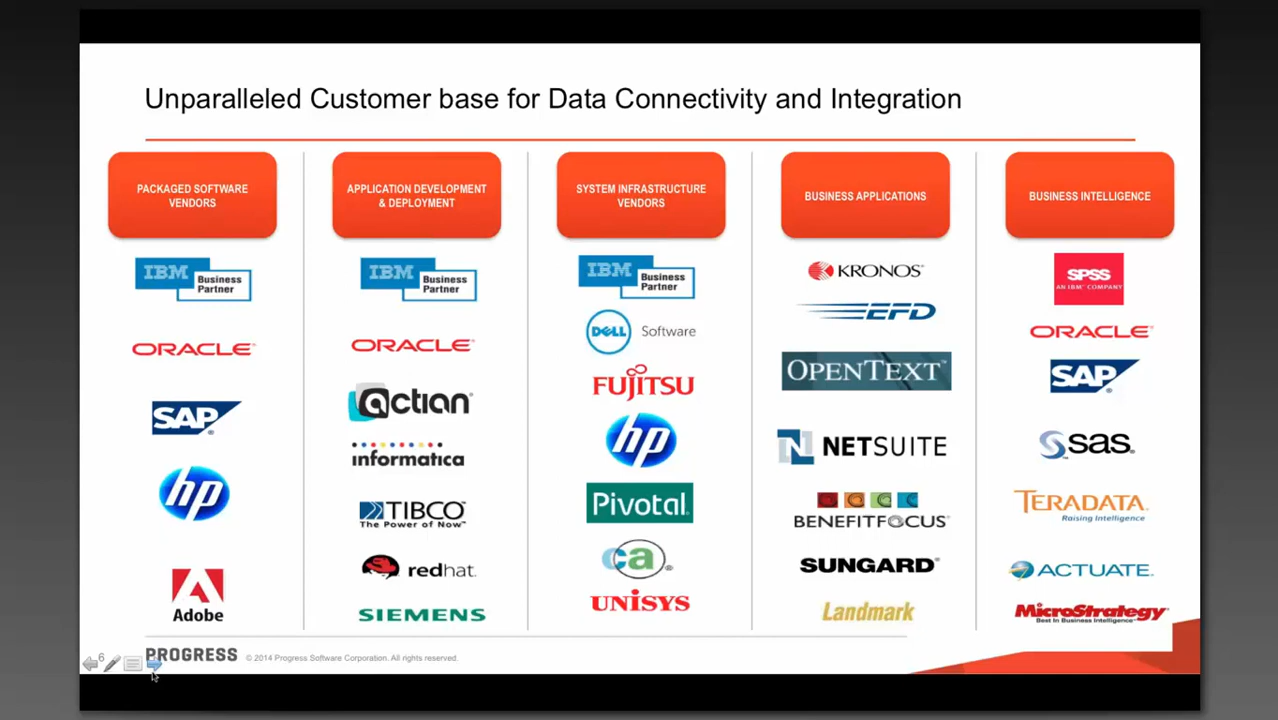 Unparalleled Customer base for Data Connectivity and Integration
PACKAGED SOFTWARE
VENDORS
IBM
Business
Partner
ORACLE
SAP
hp
Adobe
APPLICATION DEVELOPMENT
& DEPLOYMENT
IBM
Business
Partner
ORACLE
actian
informatica
TIBCO
The Power of Now
redhat.
SIEMENS
SYSTEM INFRASTRUCTURE
VENDORS
IBM
Business
Partner
DELL Software
FUJITSU
hp
Pivotal
ca
UNISYS
BUSINESS APPLICATIONS
KRONOS
EFD
OPENTEXT
NETSUITE
BENEFITFOCUS
SUNGARD
Landmark
BUSINESS INTELLIGENCE
SPSS
AN IBM COMPANY
ORACLE
SAP
sas
TERADATA
Raising Intelligence
ACTUATE
MicroStrategy
Best In Business Intelligence
6
PROGRESS © 2014 Progress Software Corporation. All rights reserved.